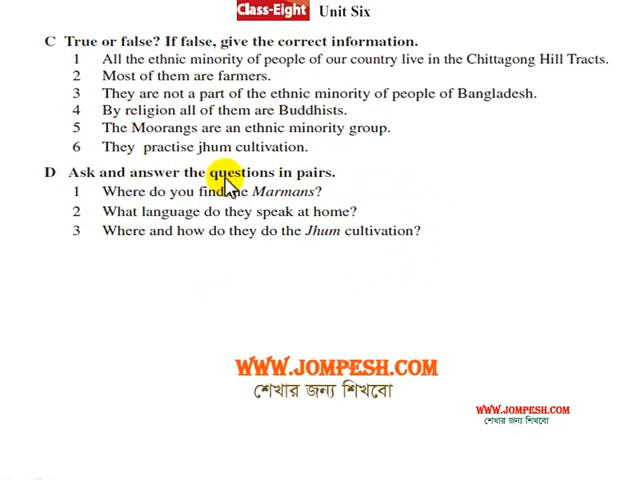 Class-Eight Unit Six
C True or false? If false, give the correct information.
1 All the ethnic minority of people of our country live in the Chittagong Hill Tracts.
2 Most of them are farmers.
3 They are not a part of the ethnic minority of people of Bangladesh.
4 By religion all of them are Buddhists.
5 The Moorangs are an ethnic minority group.
6 They practise jhum cultivation.
D Ask and answer the questions in pairs.
1 Where do you find the Marmans?
2 What language do they speak at home?
3 Where and how do they do the Jhum cultivation?
WWW.JOMPESH.COM
শেখার জন্য শিখবো
WWW.JOMPESH.COM
শেখার জন্য শিখবো